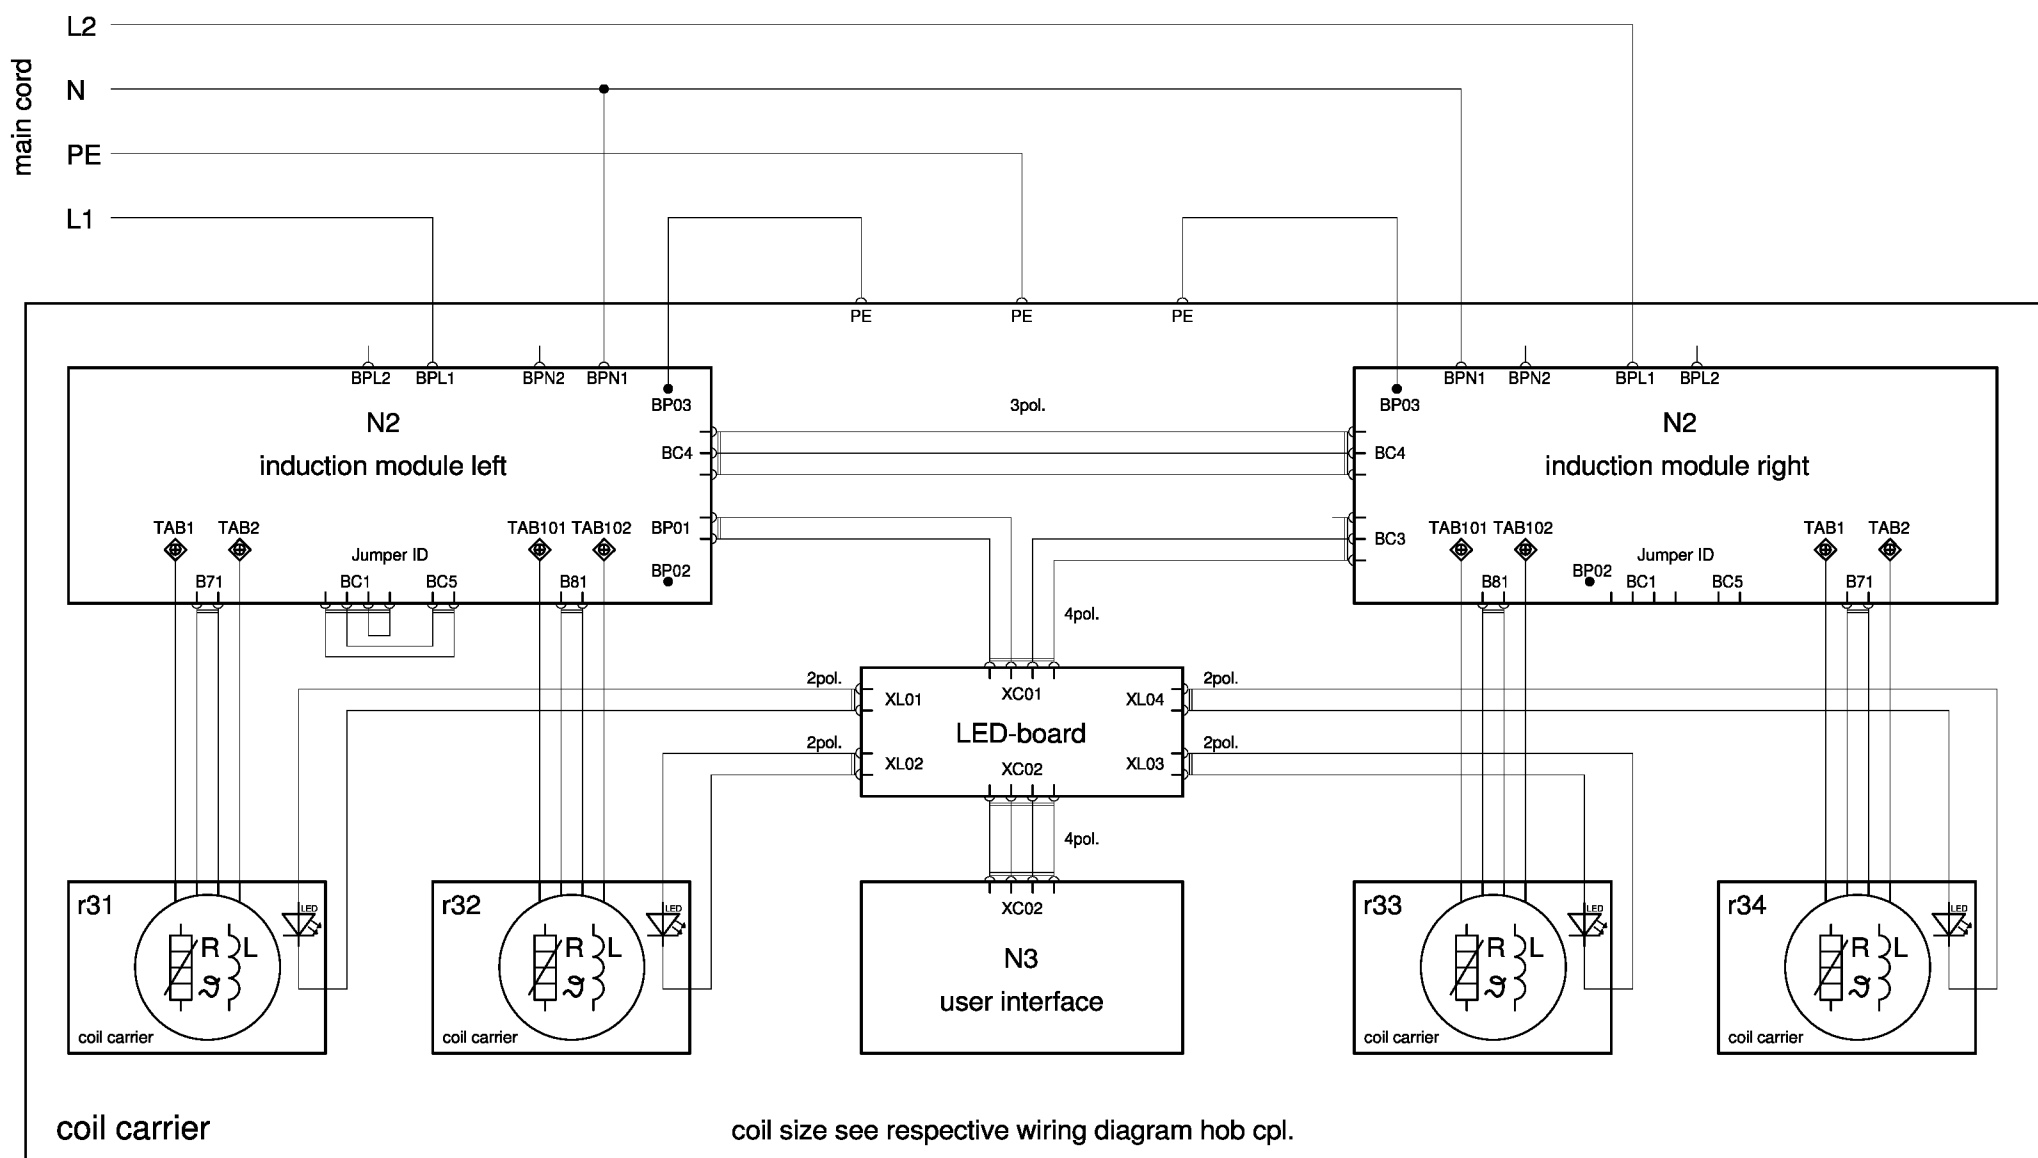 main cord
L2
N
PE
L1
PE PE PE
BPL2 BPL1 BPN2 BPN1 BPN1 BPN2 BPL1 BPL2
BP03 3pol. BP03
N2 N2
BC4 BC4
induction module left induction module right
TAB1 TAB2 TAB101 TAB102 BP01 BC3 TAB101 TAB102 TAB1 TAB2
Jumper ID Jumper ID
B71 BC1 BC5 B81 BP02 B81 BP02 BC1 BC5 B71
4pol.
2pol. 2pol.
XL01 XC01 XL04
LED-board
2pol. 2pol.
XL02 XC02 XL03
4pol.
r31 LED r32 LED XC02 r33 LED r34 LED
R L R L R L R L
N3
ϑ ϑ ϑ ϑ
user interface
coil carrier coil carrier coil carrier coil carrier
coil carrier coil size see respective wiring diagram hob cpl.